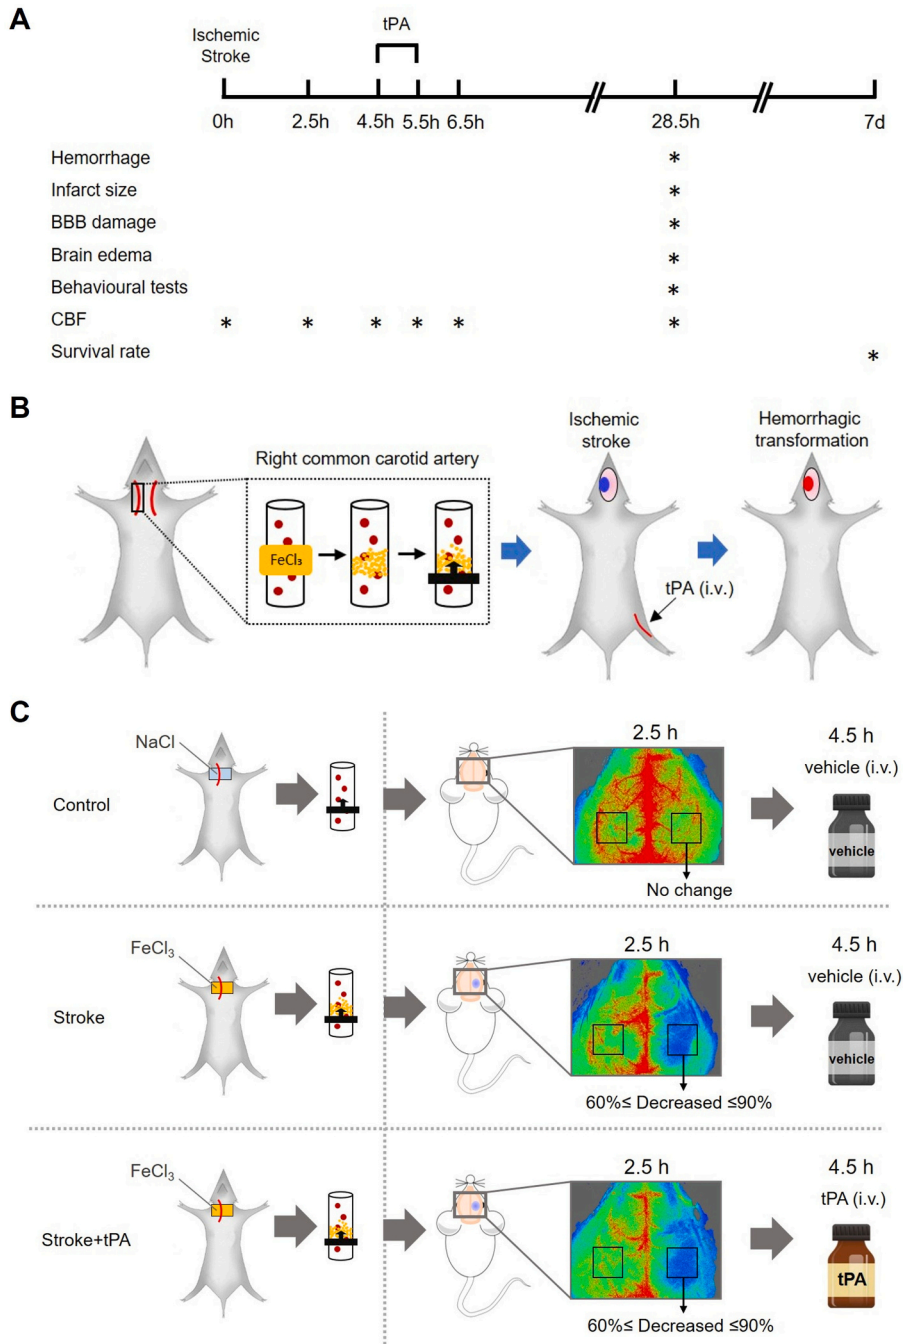 A
Ischemic
Stroke
tPA
0h 2.5h 4.5h 5.5h 6.5h 28.5h 7d
Hemorrhage *
Infarct size *
BBB damage *
Brain edema *
Behavioural tests *
CBF * * * * * *
Survival rate *
B
Right common carotid artery
FeCl₃
Ischemic
stroke
Hemorrhagic
transformation
tPA (i.v.)
C
Control
NaCl
2.5 h
No change
4.5 h
vehicle (i.v.)
vehicle
Stroke
FeCl₃
2.5 h
60%≤ Decreased ≤90%
4.5 h
vehicle (i.v.)
vehicle
Stroke+tPA
FeCl₃
2.5 h
60%≤ Decreased ≤90%
4.5 h
tPA (i.v.)
tPA